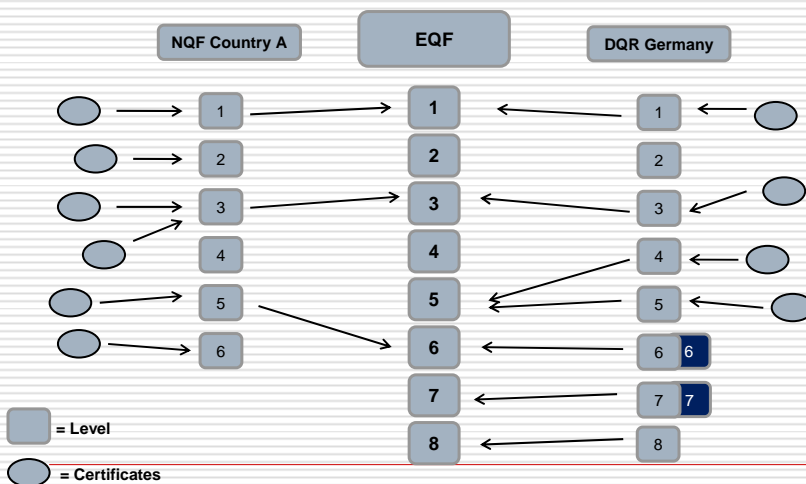 NQF Country A EQF DQR Germany
1 1 1
2 2 2
3 3 3
4 4 4
5 5 5
6 6 6 6
7 7 7
8 8
= Level
= Certificates